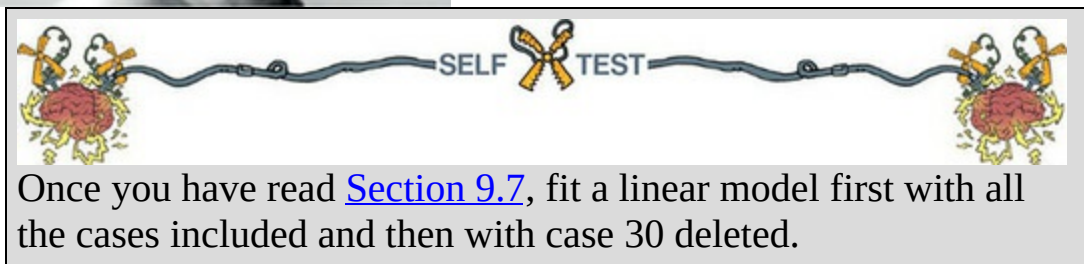 SELF TEST
Once you have read Section 9.7, fit a linear model first with all
the cases included and then with case 30 deleted.